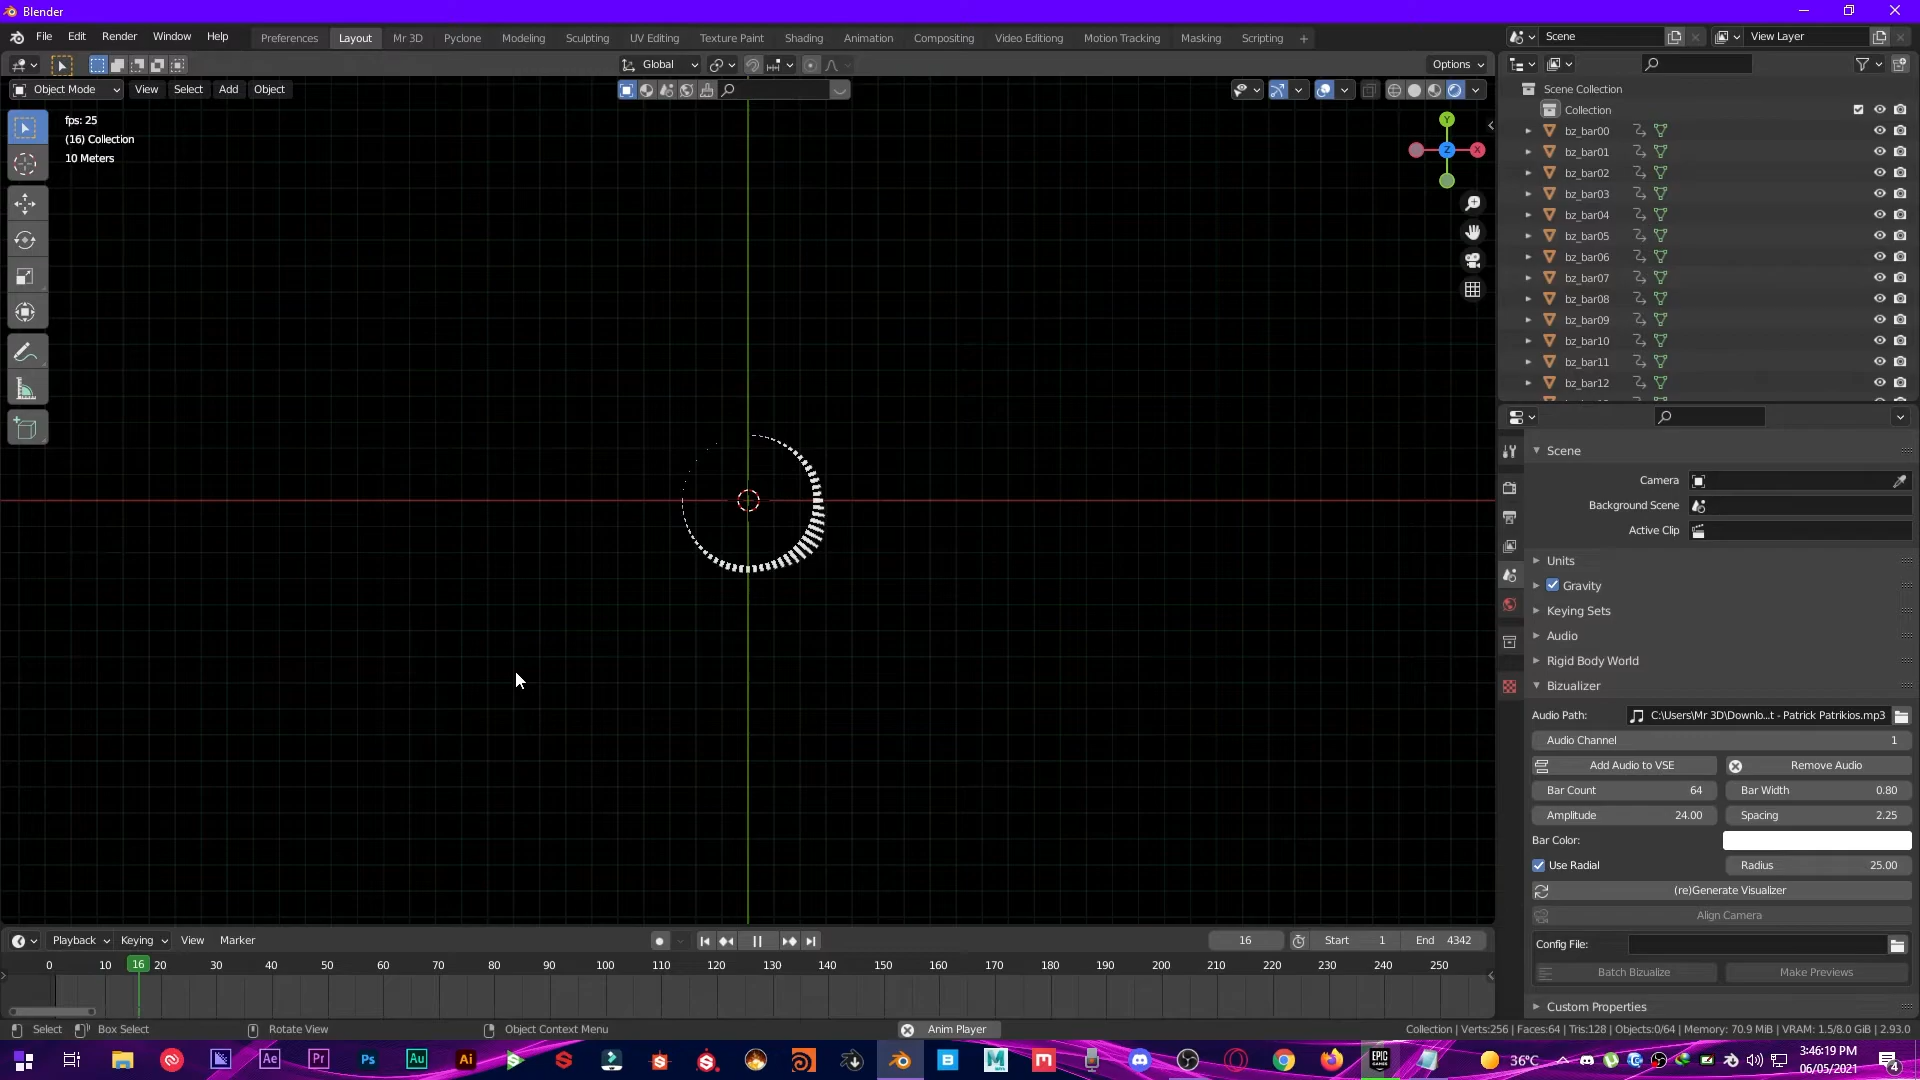 Blender
File Edit Render Window Help
Preferences Layout Mr 3D Pyclone Modeling Sculpting UV Editing Texture Paint Shading Animation Compositing Video Editiong Motion Tracking Masking Scripting +
Scene
View Layer
Global
Options
Object Mode View Select Add Object
fps: 25
(16) Collection
10 Meters
Y
Z
X
Scene Collection
Collection
bz_bar00
bz_bar01
bz_bar02
bz_bar03
bz_bar04
bz_bar05
bz_bar06
bz_bar07
bz_bar08
bz_bar09
bz_bar10
bz_bar11
bz_bar12
Scene
Camera
Background Scene
Active Clip
Units
Gravity
Keying Sets
Audio
Rigid Body World
Bizualizer
Audio Path: C:\Users\Mr 3D\Downlo...t - Patrick Patrikios.mp3
Audio Channel 1
Add Audio to VSE Remove Audio
Bar Count 64 Bar Width 0.80
Amplitude 24.00 Spacing 2.25
Bar Color:
Use Radial Radius 25.00
(re)Generate Visualizer
Align Camera
Config File:
Batch Bizualize Make Previews
Custom Properties
Playback Keying View Marker
16 Start 1 End 4342
0 10 16 20 30 40 50 60 70 80 90 100 110 120 130 140 150 160 170 180 190 200 210 220 230 240 250
Select Box Select Rotate View Object Context Menu Anim Player
Collection | Verts:256 | Faces:64 | Tris:128 | Objects:0/64 | Memory: 70.9 MiB | VRAM: 1.5/8.0 GiB | 2.93.0
Ae Pr Ps Au Ai
36°C
3:46:19 PM
06/05/2021
4